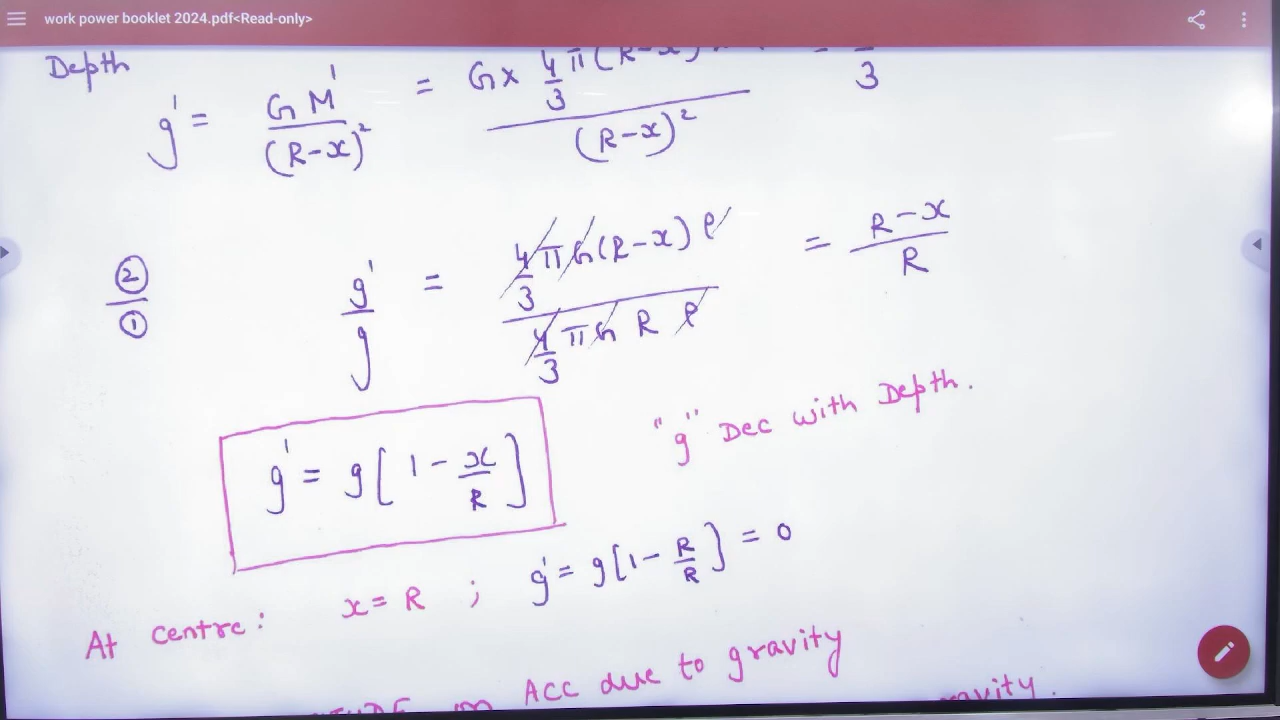 work power booklet 2024.pdf<Read-only>
Depth
g' = GM' / (R-x)² = G x 4/3 π (R-x) / (R-x)² = / 3
② / ① g' / g = 4/3 π G (R-x) ρ / 4/3 π G R ρ = R-x / R
g' = g [ 1 - x/R ] "g" Dec with Depth.
At centre : x = R ; g' = g [ 1 - R/R ] = 0
on Acc due to gravity